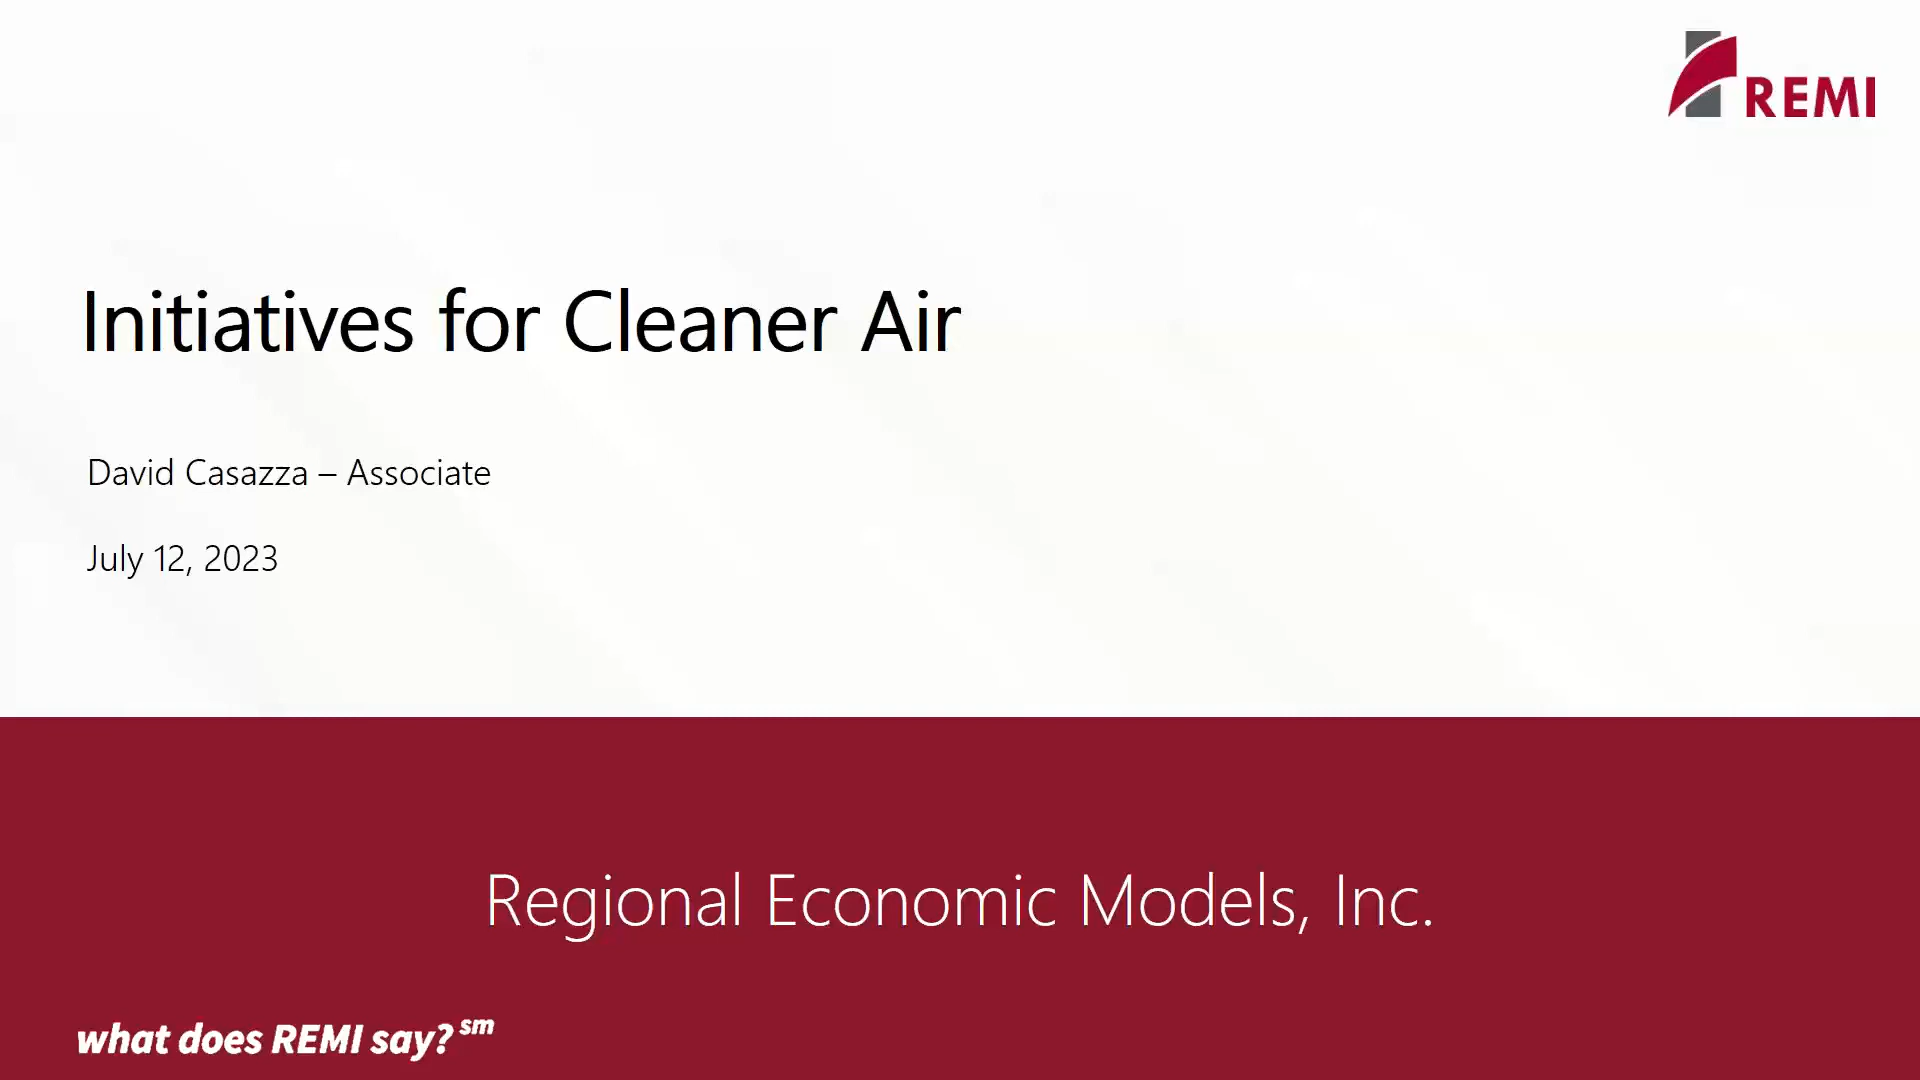 REMI
Initiatives for Cleaner Air
David Casazza – Associate
July 12, 2023
Regional Economic Models, Inc.
what does REMI say? sm